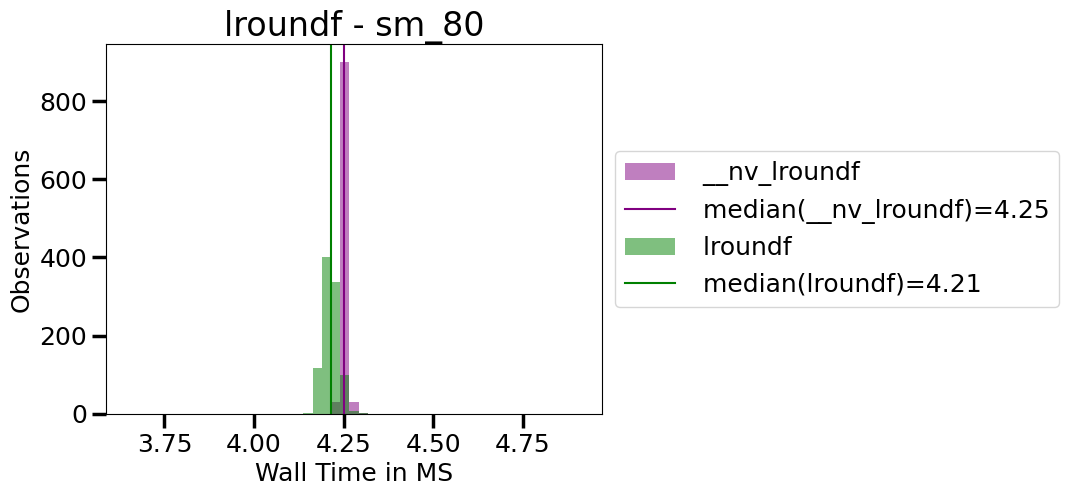 lroundf - sm_80
Observations
800
600
400
200
0
3.75 4.00 4.25 4.50 4.75
Wall Time in MS
__nv_lroundf
median(__nv_lroundf)=4.25
lroundf
median(lroundf)=4.21